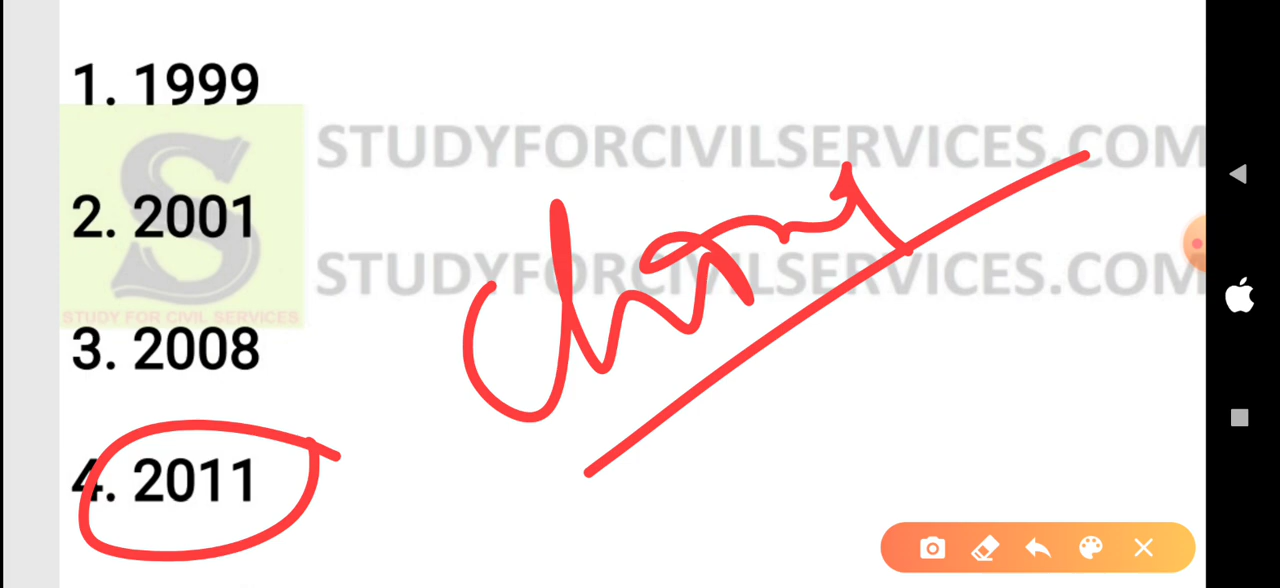 1. 1999
STUDYFORCIVILSERVICES.COM
2. 2001
STUDYFORCIVILSERVICES.COM
S
STUDY FOR CIVIL SERVICES
3. 2008
4. 2011